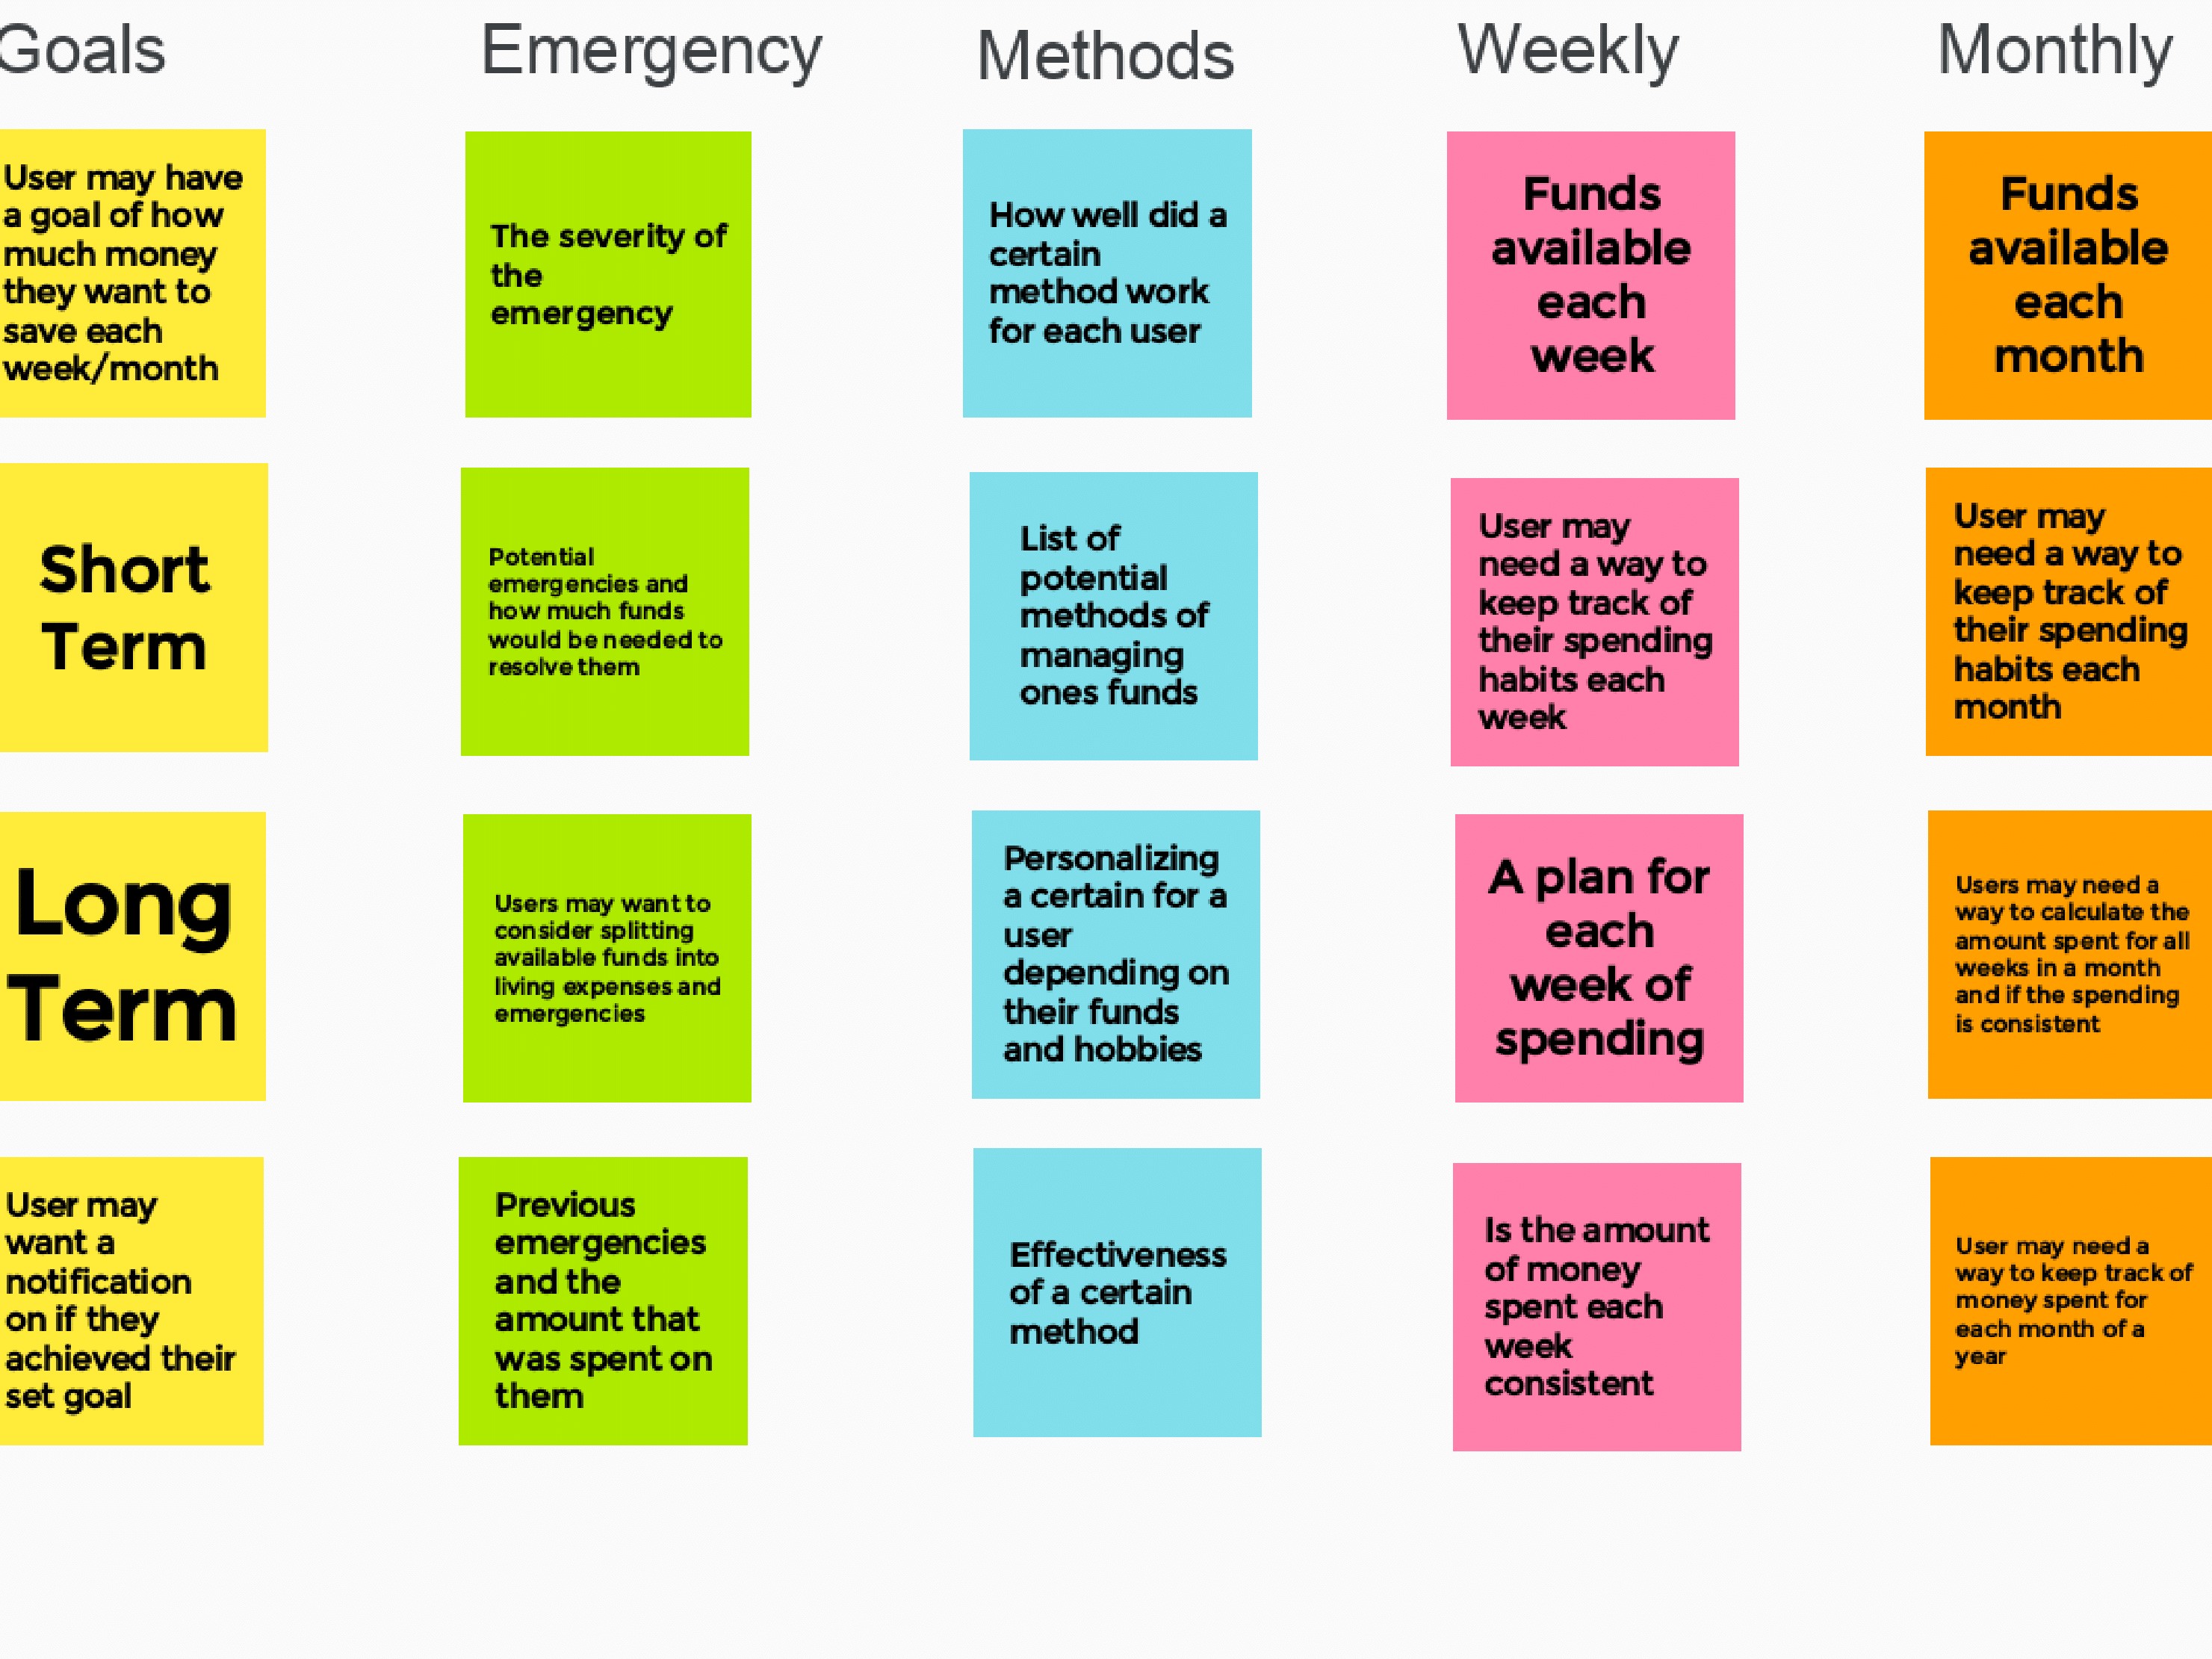 Goals
Emergency
Methods
Weekly
Monthly
User may have
a goal of how
much money
they want to
save each
week/month
The severity of
the
emergency
How well did a
certain
method work
for each user
Funds
available
each
week
Funds
available
each
month
Short
Term
Potential
emergencies and
how much funds
would be needed to
resolve them
List of
potential
methods of
managing
ones funds
User may
need a way to
keep track of
their spending
habits each
week
User may
need a way to
keep track of
their spending
habits each
month
Long
Term
Users may want to
consider splitting
available funds into
living expenses and
emergencies
Personalizing
a certain for a
user
depending on
their funds
and hobbies
A plan for
each
week of
spending
Users may need a
way to calculate the
amount spent for all
weeks in a month
and if the spending
is consistent
User may
want a
notification
on if they
achieved their
set goal
Previous
emergencies
and the
amount that
was spent on
them
Effectiveness
of a certain
method
Is the amount
of money
spent each
week
consistent
User may need a
way to keep track of
money spent for
each month of a
year